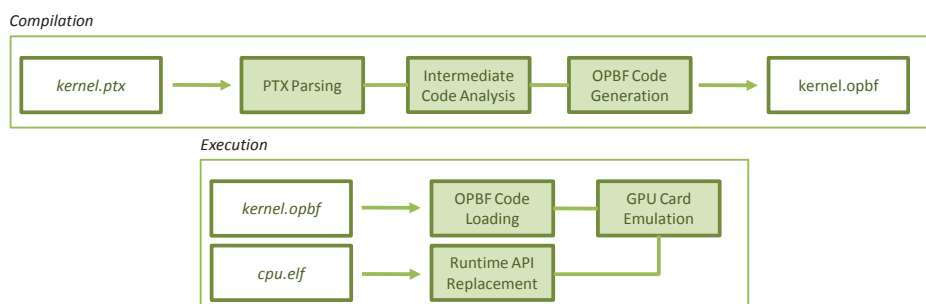 Compilation
kernel.ptx
PTX Parsing
Intermediate
Code Analysis
OPBF Code
Generation
kernel.opbf
Execution
kernel.opbf
OPBF Code
Loading
GPU Card
Emulation
cpu.elf
Runtime API
Replacement